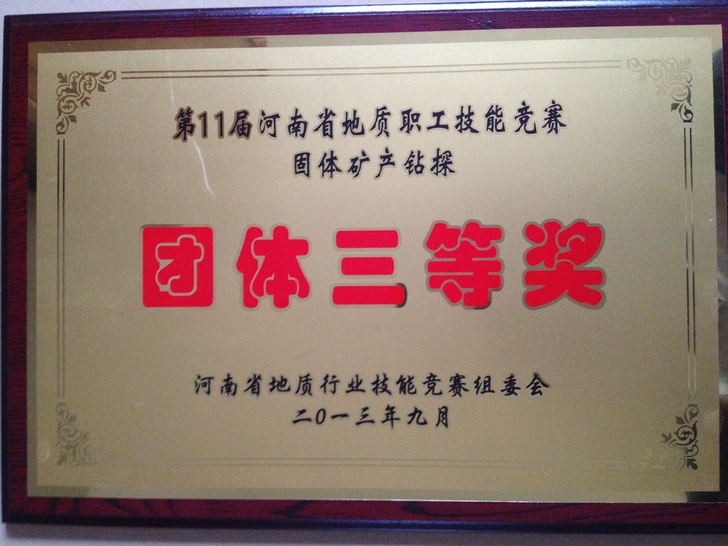 第11届河南省地质职工技能竞赛
固体矿产钻探
团体三等奖
河南省地质行业技能竞赛组委会
二0一三年九月